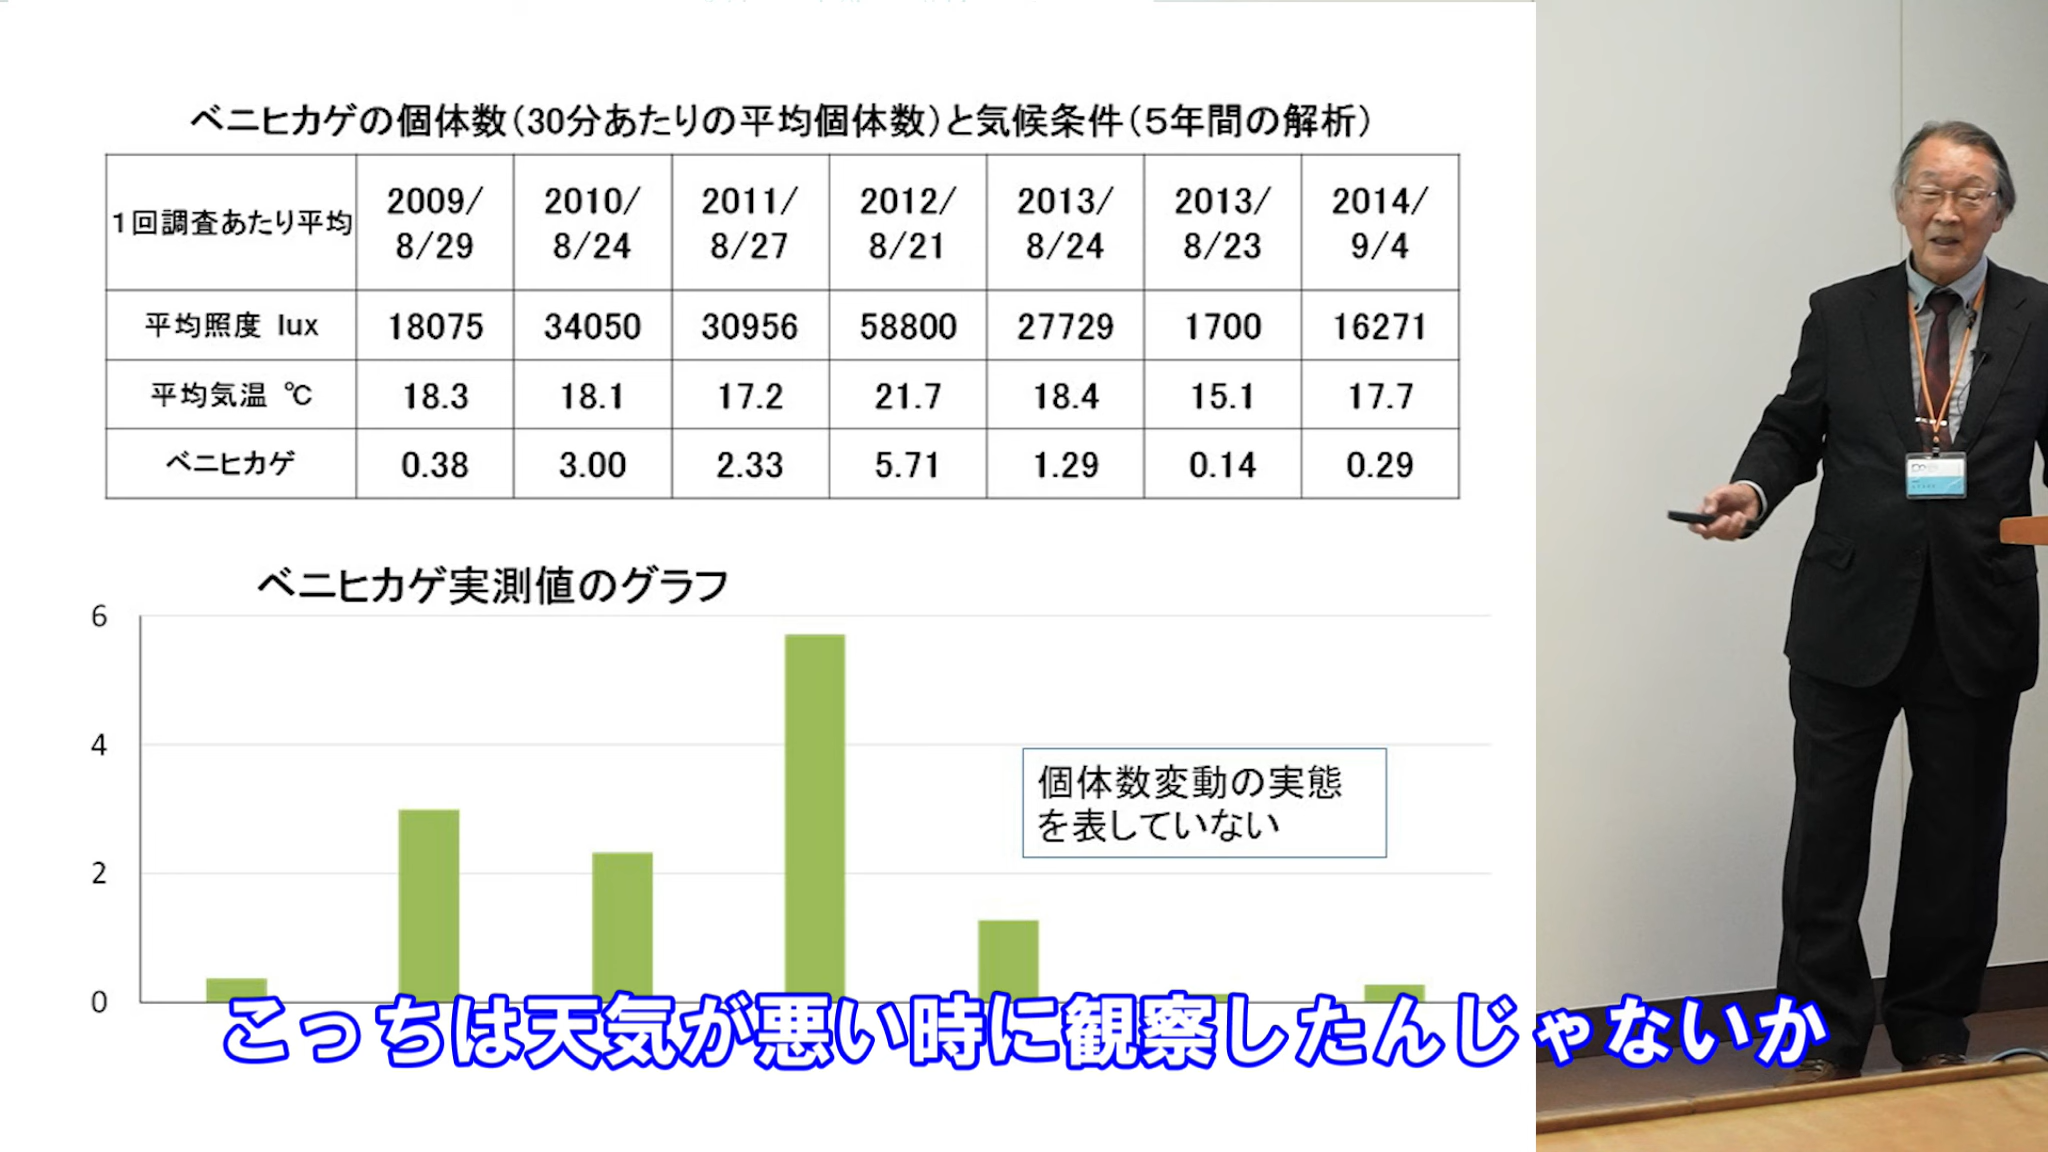 ベニヒカゲの個体数（30分あたりの平均個体数）と気候条件（５年間の解析）
１回調査あたり平均 2009/8/29 2010/8/24 2011/8/27 2012/8/21 2013/8/24 2013/8/23 2014/9/4
平均照度 lux 18075 34050 30956 58800 27729 1700 16271
平均気温 ℃ 18.3 18.1 17.2 21.7 18.4 15.1 17.7
ベニヒカゲ 0.38 3.00 2.33 5.71 1.29 0.14 0.29
ベニヒカゲ実測値のグラフ
6
4
2
0
個体数変動の実態
を表していない
こっちは天気が悪い時に観察したんじゃないか